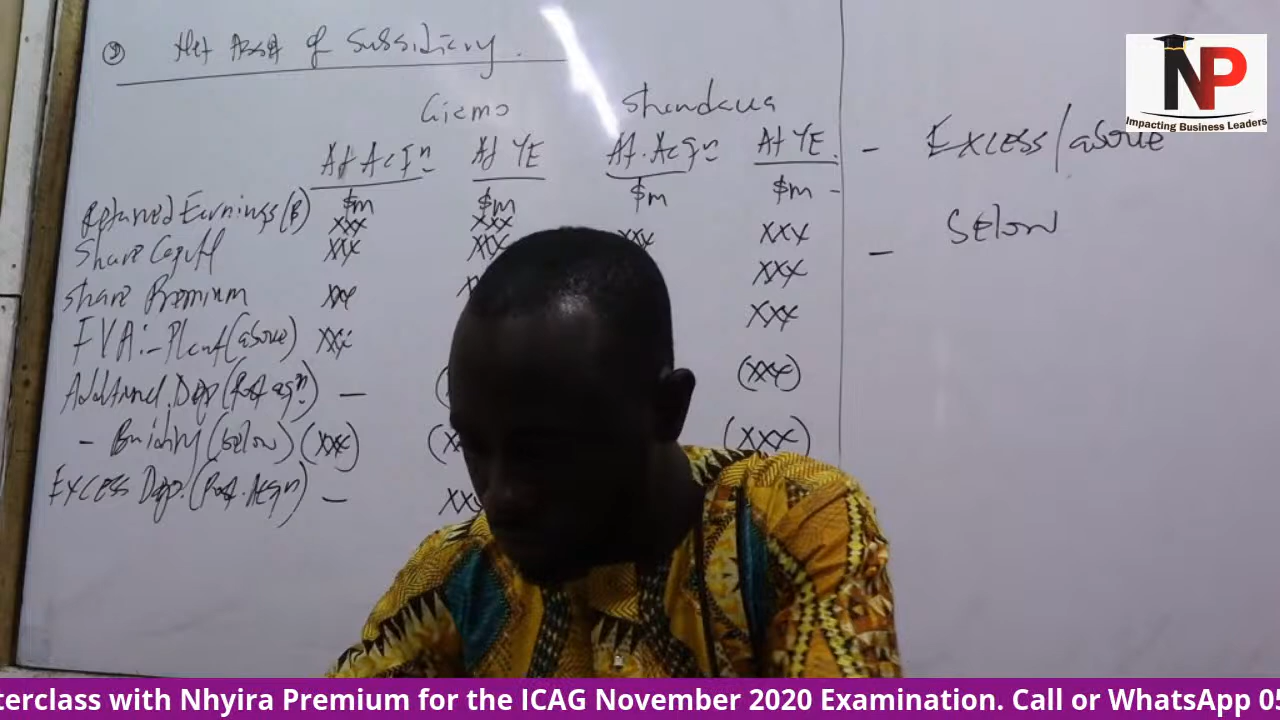 ③ Net Asset of Subsidiary.
Gizmo
At Acqn At YE At. Acqn At YE
$m $m $m $m
Retained Earnings (B) xxx xxx xxx xxx
Share Capital xxx xxx xxx
Share Premium xxx xxx
FVA:- Plant (above) xxx
Additional Dep (Post aqn) — (xxx)
- Building (below) (xxx) (xxx)
Excess Dep. (Post. Acqn) —
- Excess/above
- below
NP
Impacting Business Leaders
terclass with Nhyira Premium for the ICAG November 2020 Examination. Call or WhatsApp 05